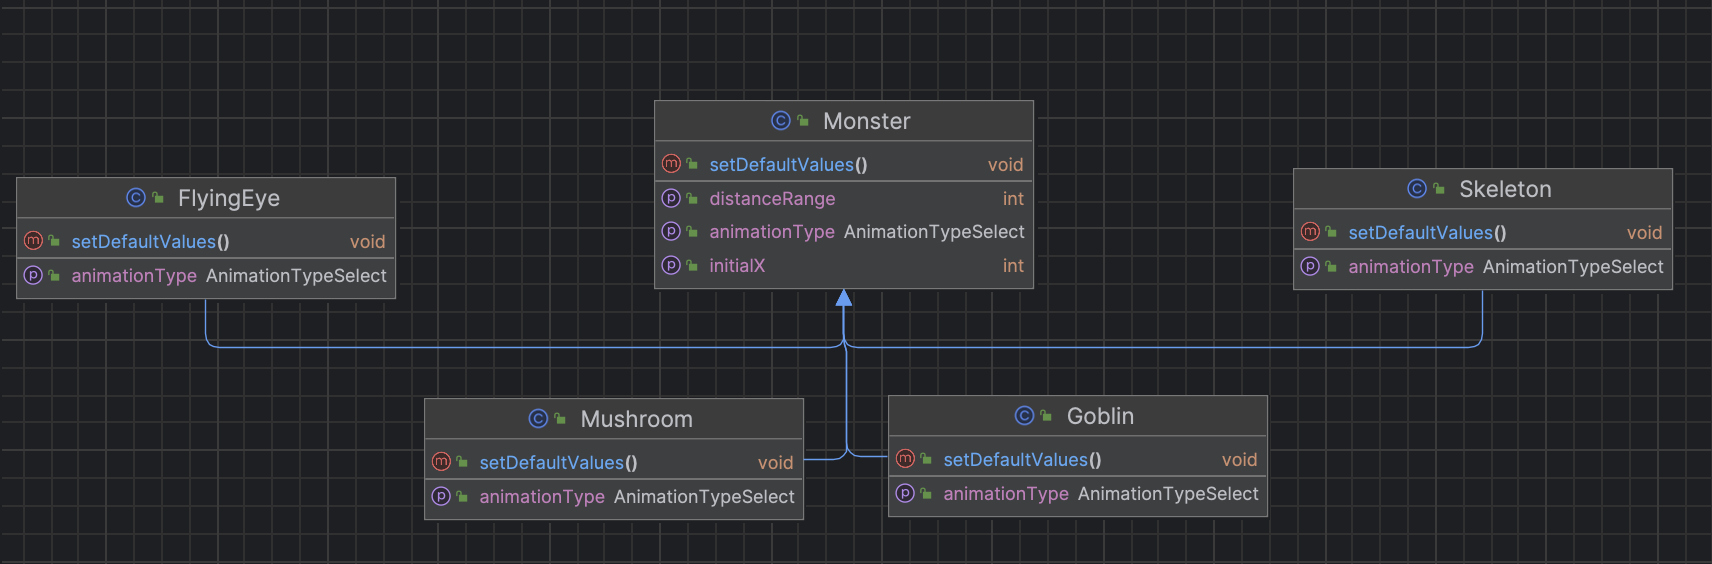 Monster
setDefaultValues() void
distanceRange int
animationType AnimationTypeSelect
initialX int
FlyingEye
setDefaultValues() void
animationType AnimationTypeSelect
Skeleton
setDefaultValues() void
animationType AnimationTypeSelect
Mushroom
setDefaultValues() void
animationType AnimationTypeSelect
Goblin
setDefaultValues() void
animationType AnimationTypeSelect